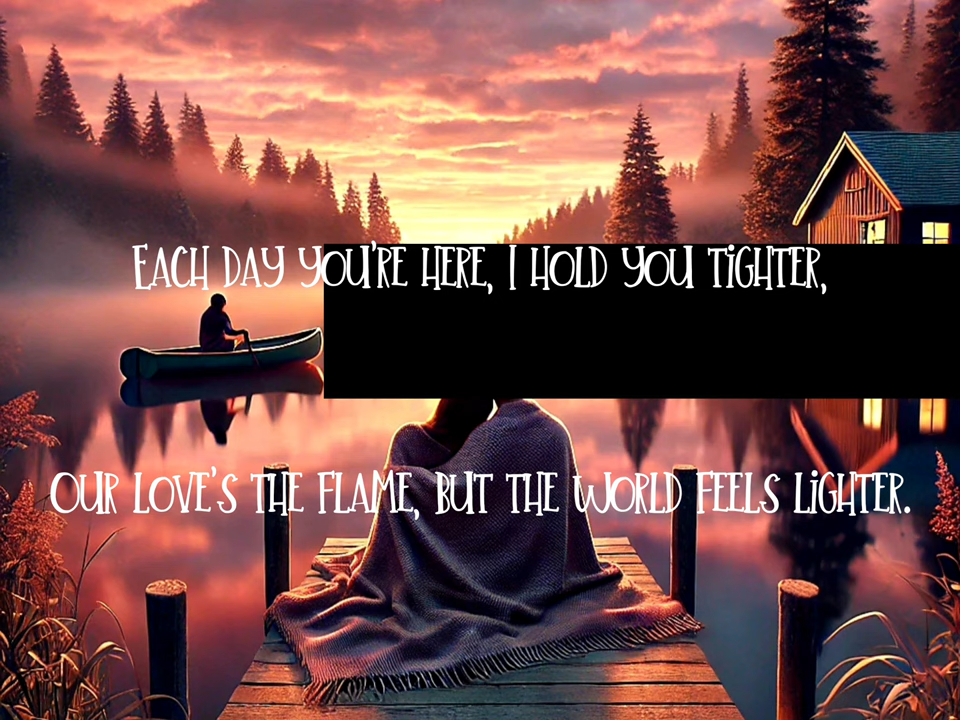 Each day you're here, I hold you tighter,
Our love's the flame, but the world feels lighter.